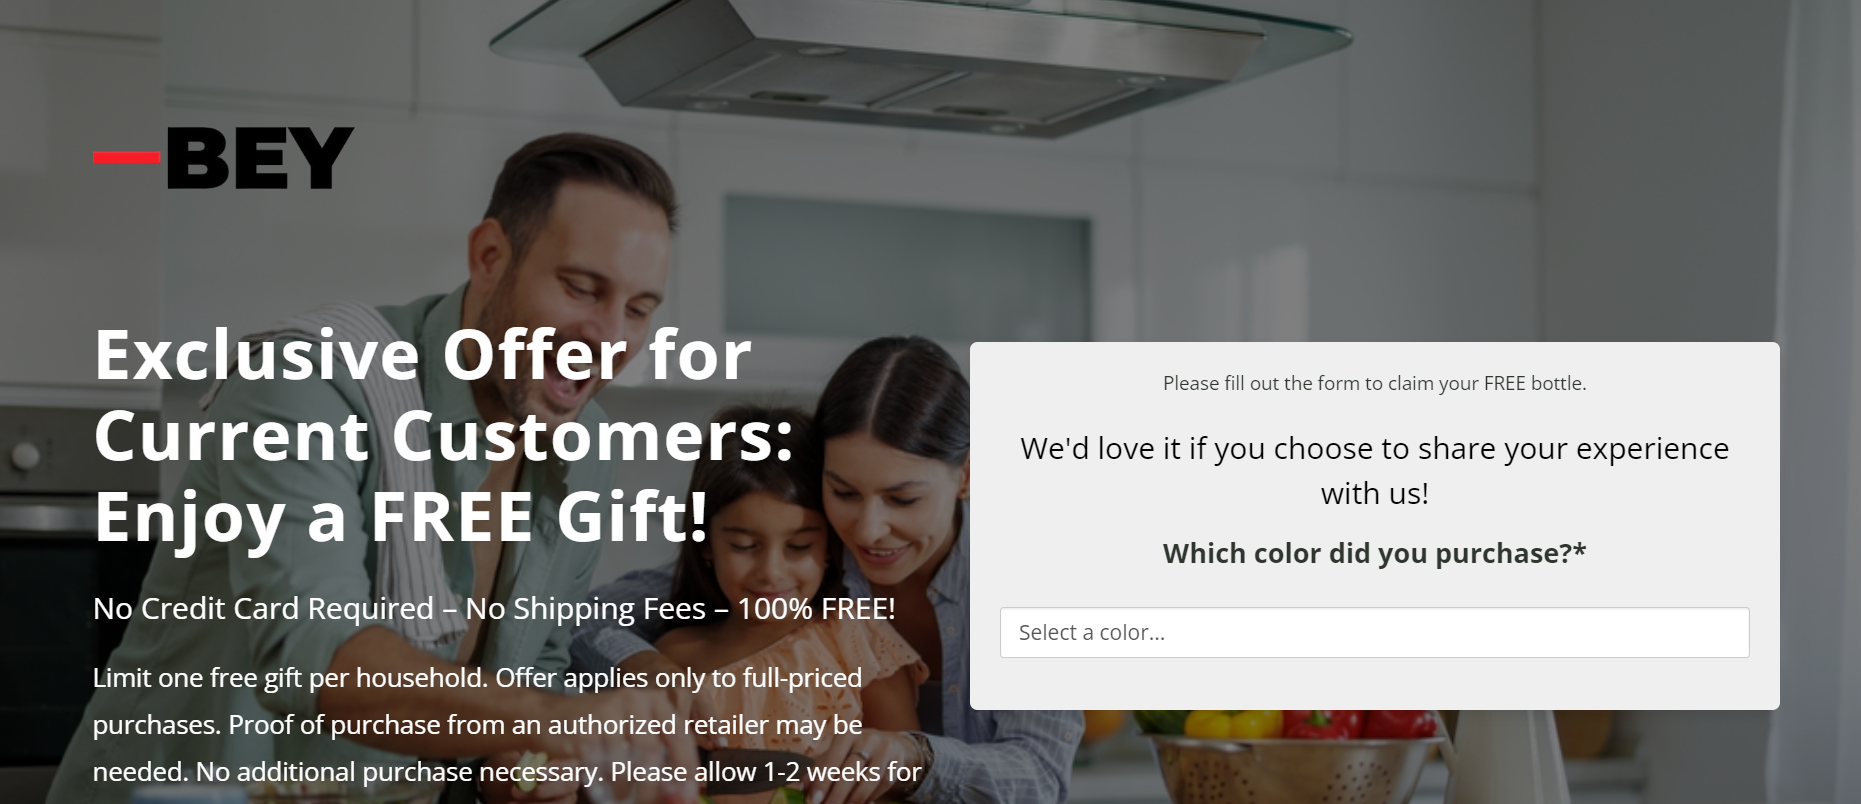 BEY
Exclusive Offer for
Current Customers:
Enjoy a FREE Gift!
No Credit Card Required – No Shipping Fees – 100% FREE!
Limit one free gift per household. Offer applies only to full-priced
purchases. Proof of purchase from an authorized retailer may be
needed. No additional purchase necessary. Please allow 1-2 weeks for
Please fill out the form to claim your FREE bottle.
We'd love it if you choose to share your experience
with us!
Which color did you purchase?*
Select a color...